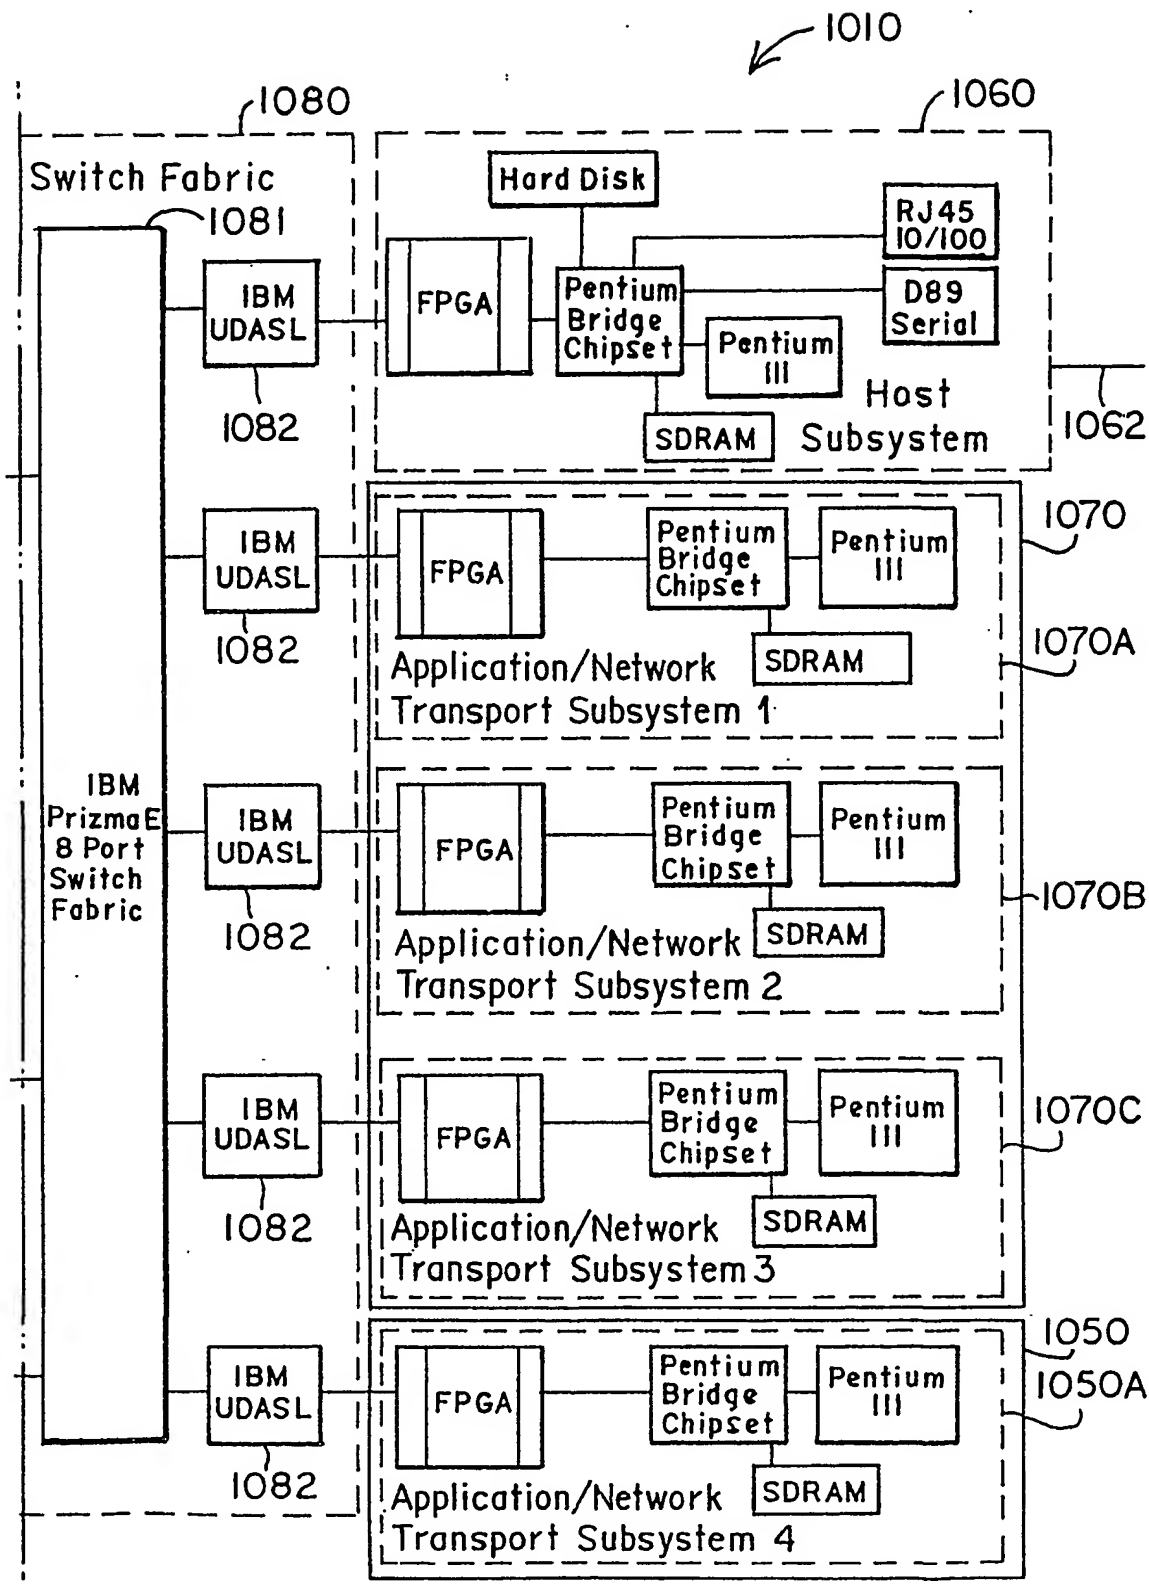 1010
1080
1060
Switch Fabric
1081
Hard Disk
RJ45
10/100
IBM
UDASL
FPGA
Pentium
Bridge
Chipset
D89
Serial
Pentium
III
1082
SDRAM
Host
Subsystem
1062
IBM
UDASL
FPGA
Pentium
Bridge
Chipset
Pentium
III
1070
1082
SDRAM
1070A
Application/Network
Transport Subsystem 1
IBM
PrizmaE
8 Port
Switch
Fabric
IBM
UDASL
FPGA
Pentium
Bridge
Chipset
Pentium
III
1070B
1082
SDRAM
Application/Network
Transport Subsystem 2
IBM
UDASL
FPGA
Pentium
Bridge
Chipset
Pentium
III
1070C
1082
SDRAM
Application/Network
Transport Subsystem 3
1050
IBM
UDASL
FPGA
Pentium
Bridge
Chipset
Pentium
III
1050A
1082
SDRAM
Application/Network
Transport Subsystem 4